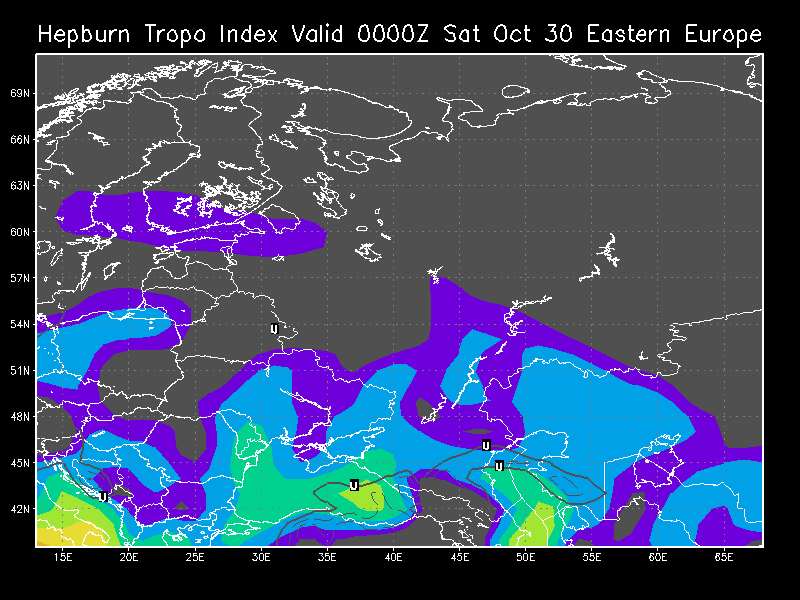 Hepburn Tropo Index Valid 0000Z Sat Oct 30 Eastern Europe
69N
66N
63N
60N
57N
U
54N
51N
48N
U
45N
U
U
U
42N
15E 20E 25E 30E 35E 40E 45E 50E 55E 60E 65E